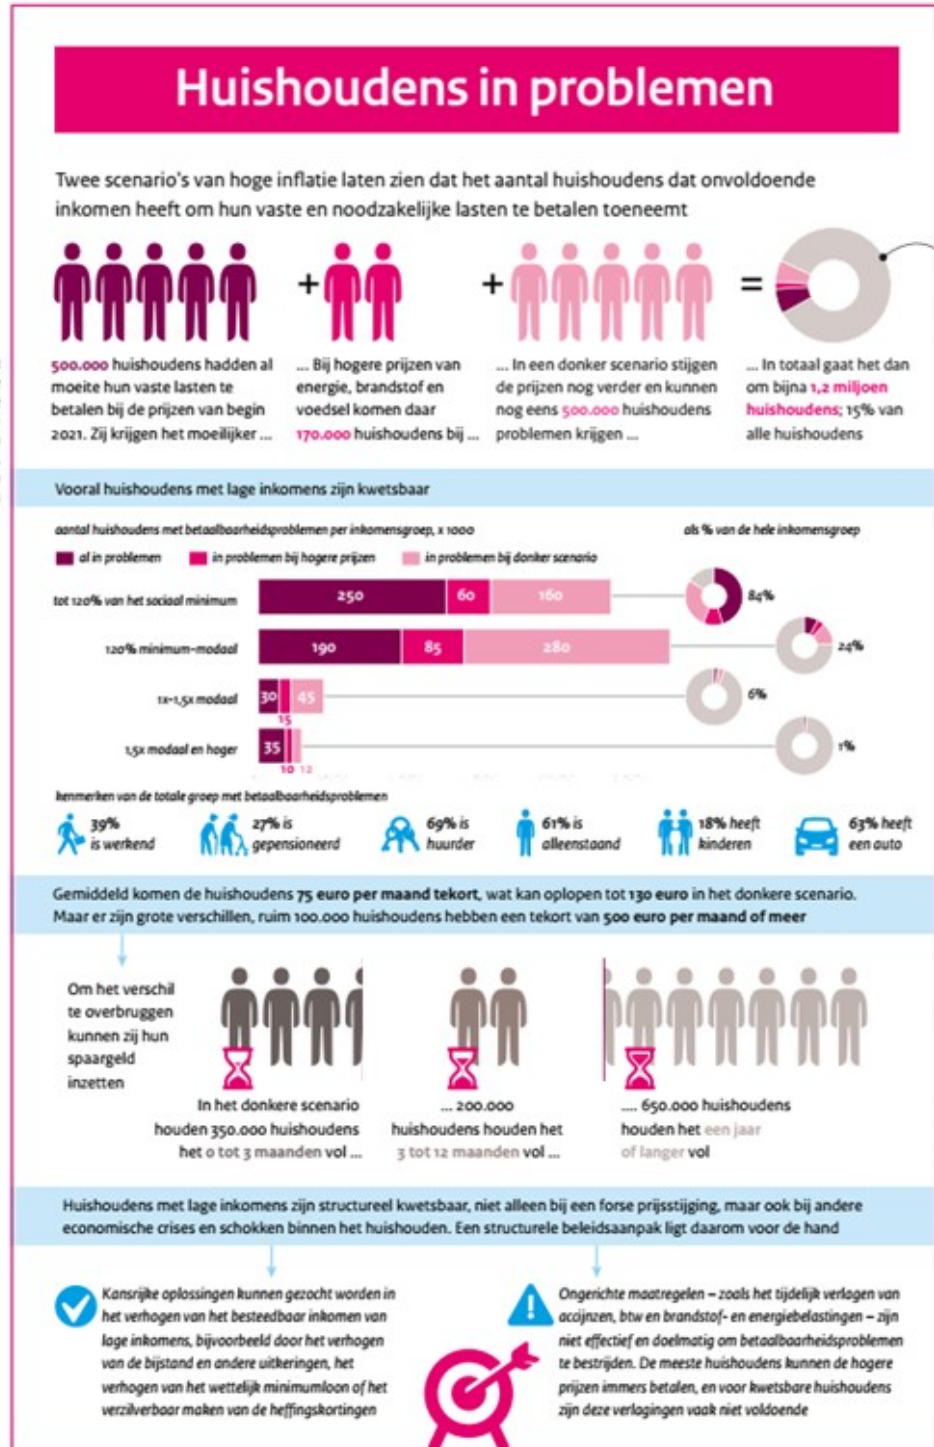 Huishoudens in problemen
Twee scenario's van hoge inflatie laten zien dat het aantal huishoudens dat onvoldoende
inkomen heeft om hun vaste en noodzakelijke lasten te betalen toeneemt
+
+
=
500.000 huishoudens hadden al
moeite hun vaste lasten te
betalen bij de prijzen van begin
2021. Zij krijgen het moeilijker ...
... Bij hogere prijzen van
energie, brandstof en
voedsel komen daar
170.000 huishoudens bij ...
... In een donker scenario stijgen
de prijzen nog verder en kunnen
nog eens 500.000 huishoudens
problemen krijgen ...
... In totaal gaat het dan
om bijna 1,2 miljoen
huishoudens; 15% van
alle huishoudens
Vooral huishoudens met lage inkomens zijn kwetsbaar
aantal huishoudens met betaalbaarheidsproblemen per inkomensgroep, x 1000
als % van de hele inkomensgroep
al in problemen
in problemen bij hogere prijzen
in problemen bij donker scenario
tot 120% van het sociaal minimum
250
60
160
84%
120% minimum-modaal
190
85
280
24%
1x-1,5x modaal
30
15
45
6%
1,5x modaal en hoger
35
10
12
1%
kenmerken van de totale groep met betaalbaarheidsproblemen
39%
is werkend
27% is
gepensioneerd
69% is
huurder
61% is
alleenstaand
18% heeft
kinderen
63% heeft
een auto
Gemiddeld komen de huishoudens 75 euro per maand tekort, wat kan oplopen tot 130 euro in het donkere scenario.
Maar er zijn grote verschillen, ruim 100.000 huishoudens hebben een tekort van 500 euro per maand of meer
Om het verschil
te overbruggen
kunnen zij hun
spaargeld
inzetten
In het donkere scenario
houden 350.000 huishoudens
het 0 tot 3 maanden vol ...
... 200.000
huishoudens houden het
3 tot 12 maanden vol ...
.... 650.000 huishoudens
houden het een jaar
of langer vol
Huishoudens met lage inkomens zijn structureel kwetsbaar, niet alleen bij een forse prijsstijging, maar ook bij andere
economische crises en schokken binnen het huishouden. Een structurele beleidsaanpak ligt daarom voor de hand
Kansrijke oplossingen kunnen gezocht worden in
het verhogen van het besteedbaar inkomen van
lage inkomens, bijvoorbeeld door het verhogen
van de bijstand en andere uitkeringen, het
verhogen van het wettelijk minimumloon of het
verzilverbaar maken van de heffingskortingen
Ongerichte maatregelen – zoals het tijdelijk verlagen van
accijnzen, btw en brandstof- en energiebelastingen – zijn
niet effectief en doelmatig om betaalbaarheidsproblemen
te bestrijden. De meeste huishoudens kunnen de hogere
prijzen immers betalen, en voor kwetsbare huishoudens
zijn deze verlagingen vaak niet voldoende